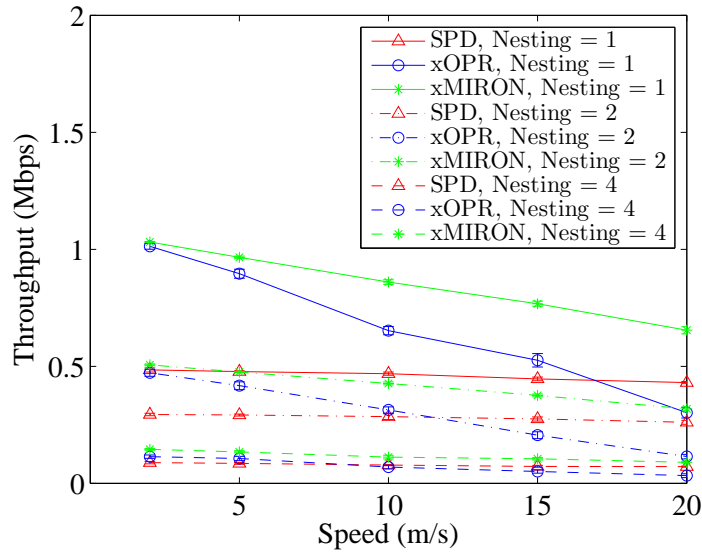 2
SPD, Nesting = 1
xOPR, Nesting = 1
xMIRON, Nesting = 1
SPD, Nesting = 2
xOPR, Nesting = 2
xMIRON, Nesting = 2
SPD, Nesting = 4
xOPR, Nesting = 4
xMIRON, Nesting = 4
1.5
1
0.5
0
Throughput (Mbps)
5 10 15 20
Speed (m/s)